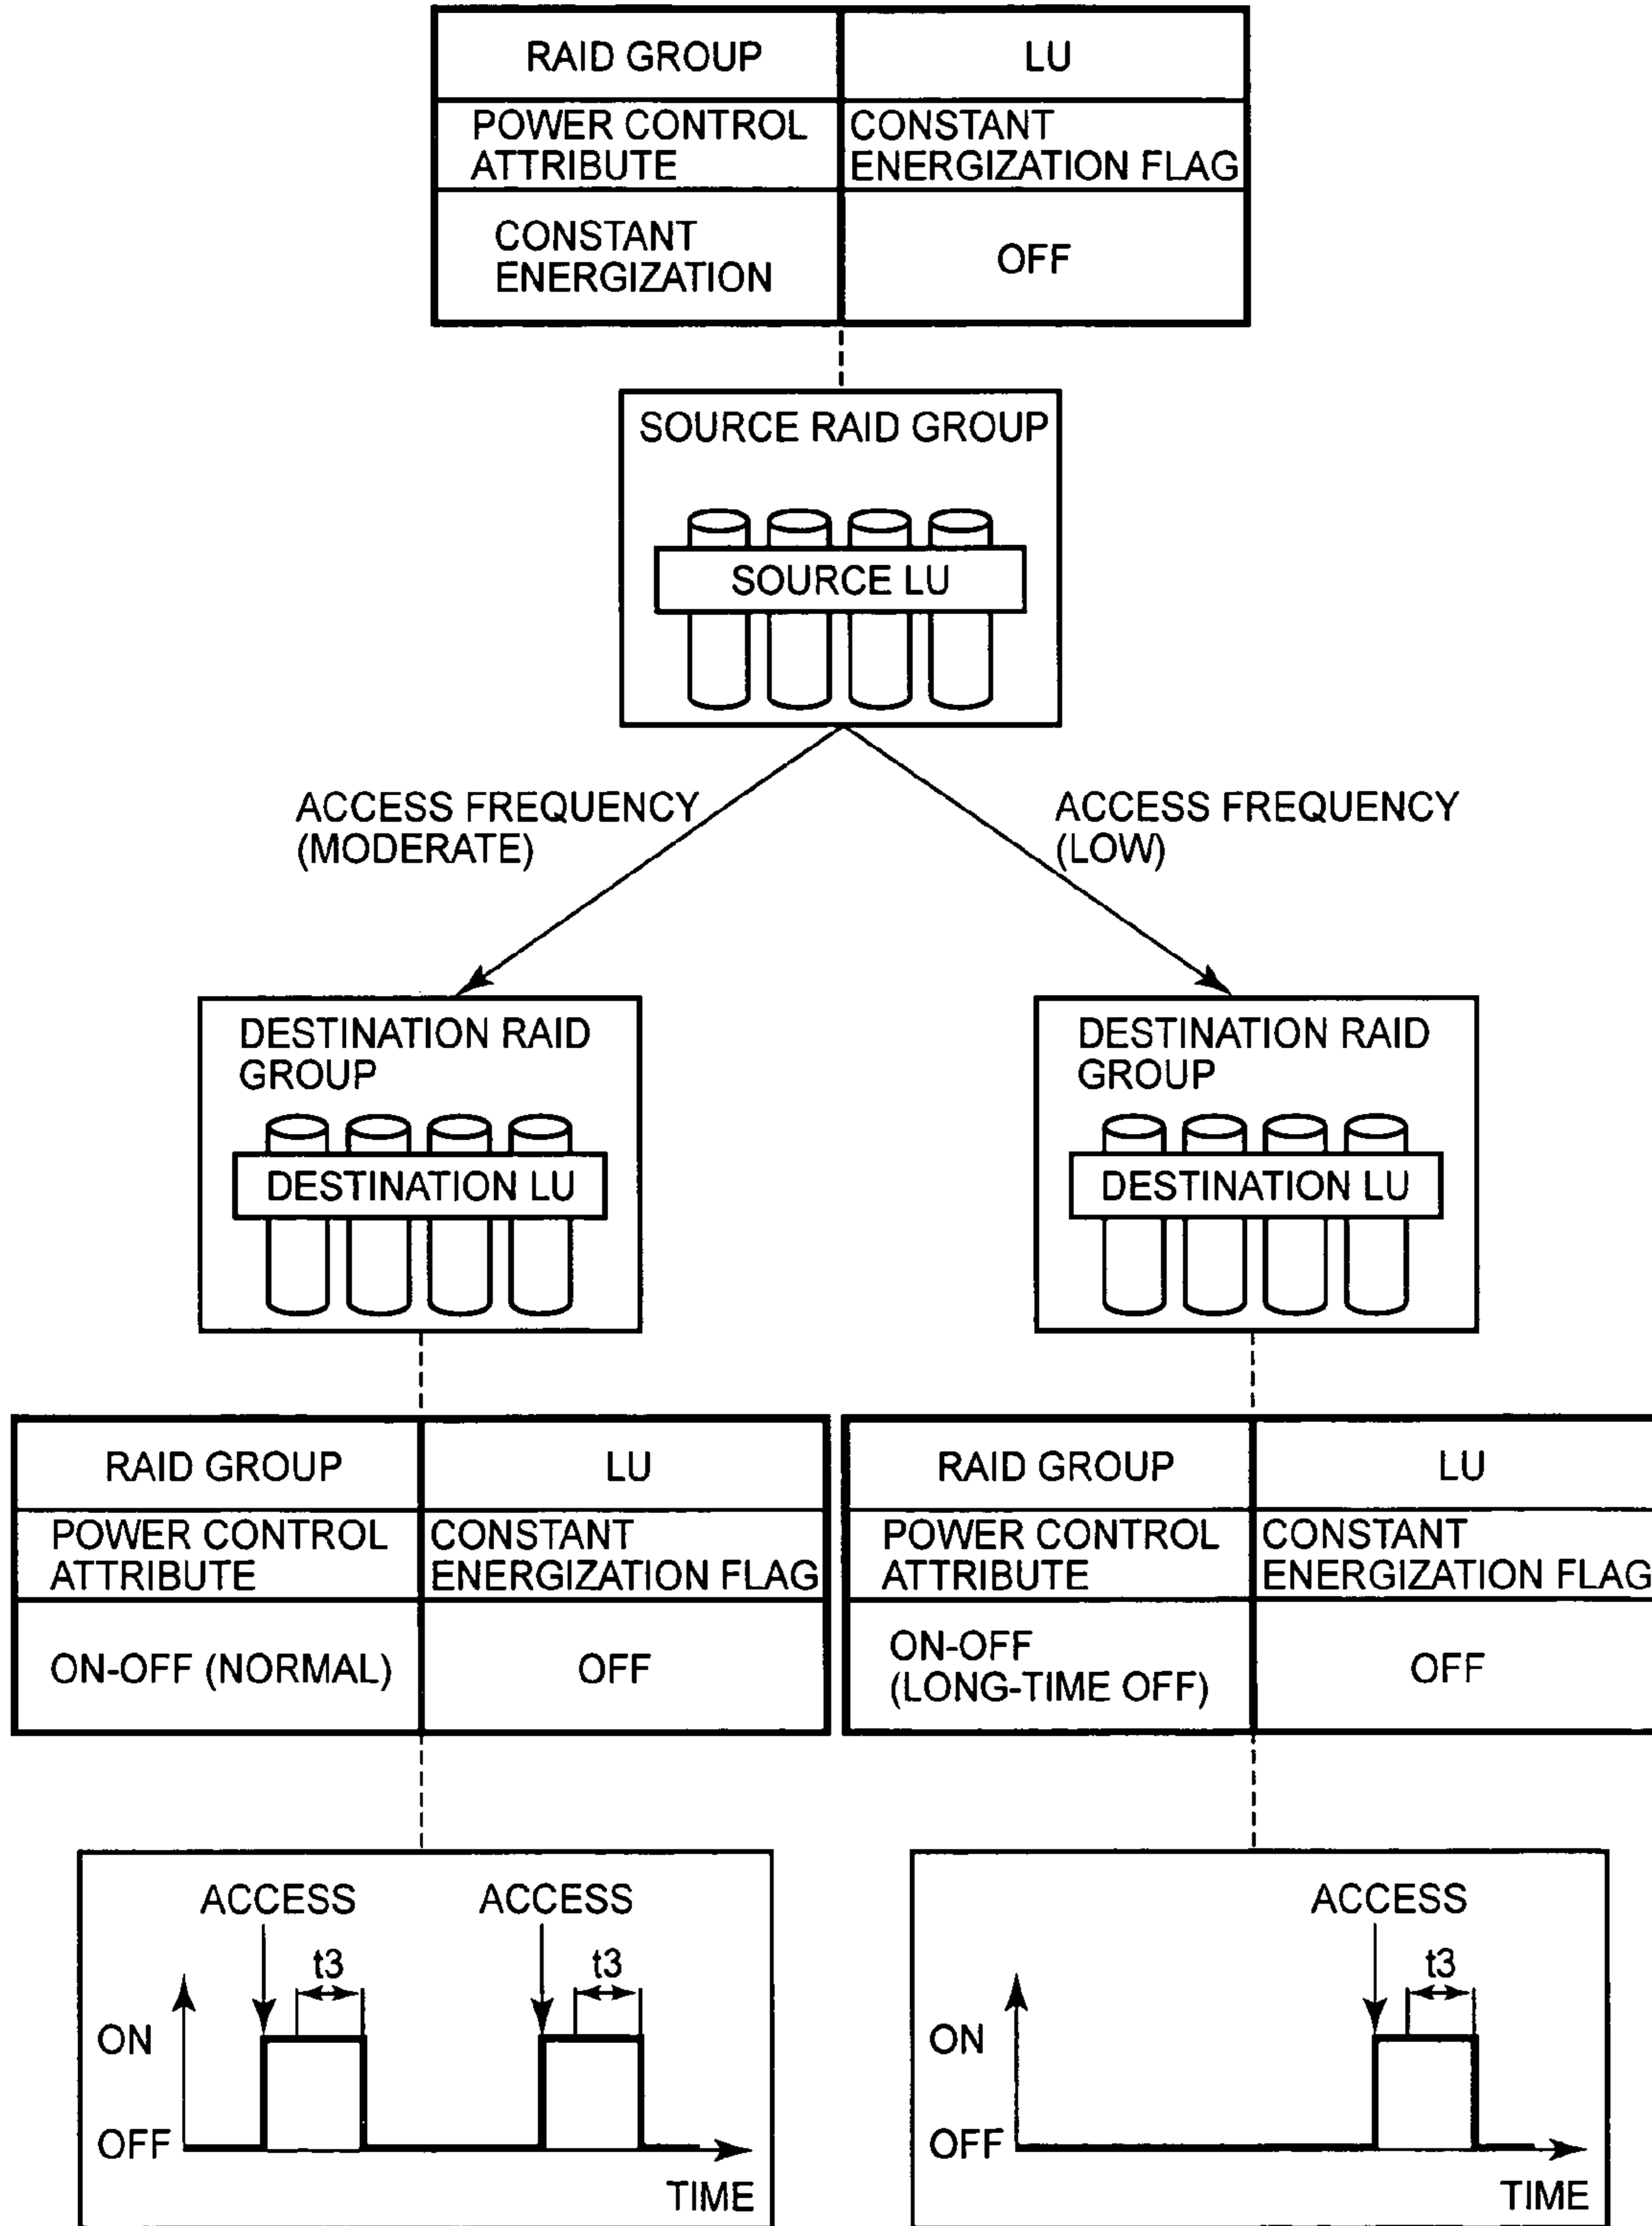 RAID GROUP
LU
POWER CONTROL
ATTRIBUTE
CONSTANT
ENERGIZATION FLAG
CONSTANT
ENERGIZATION
OFF
SOURCE RAID GROUP
SOURCE LU
ACCESS FREQUENCY
(MODERATE)
ACCESS FREQUENCY
(LOW)
DESTINATION RAID
GROUP
DESTINATION LU
DESTINATION RAID
GROUP
DESTINATION LU
RAID GROUP
LU
POWER CONTROL
ATTRIBUTE
CONSTANT
ENERGIZATION FLAG
ON-OFF (NORMAL)
OFF
RAID GROUP
LU
POWER CONTROL
ATTRIBUTE
CONSTANT
ENERGIZATION FLAG
ON-OFF
(LONG-TIME OFF)
OFF
ACCESS
ACCESS
t3
t3
ON
OFF
TIME
ACCESS
t3
ON
OFF
TIME